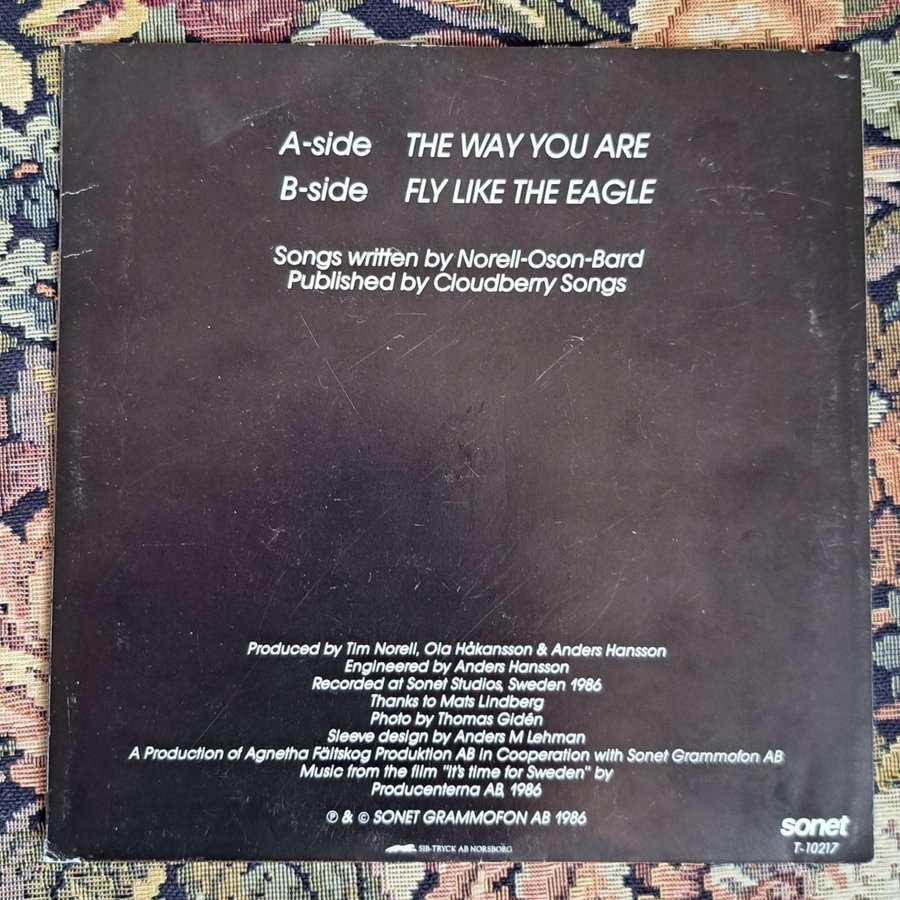 A-side THE WAY YOU ARE
B-side FLY LIKE THE EAGLE
Songs written by Norell-Oson-Bard
Published by Cloudberry Songs
Produced by Tim Norell, Ola Håkansson & Anders Hansson
Engineered by Anders Hansson
Recorded at Sonet Studios, Sweden 1986
Thanks to Mats Lindberg
Photo by Thomas Gidén
Sleeve design by Anders M Lehman
A Production of Agnetha Fältskog Produktion AB in Cooperation with Sonet Grammofon AB
Music from the film "It's time for Sweden" by
Producenterna AB, 1986
℗ & © SONET GRAMMOFON AB 1986
sonet
T-10217
SIB-TRYCK AB NORSBORG